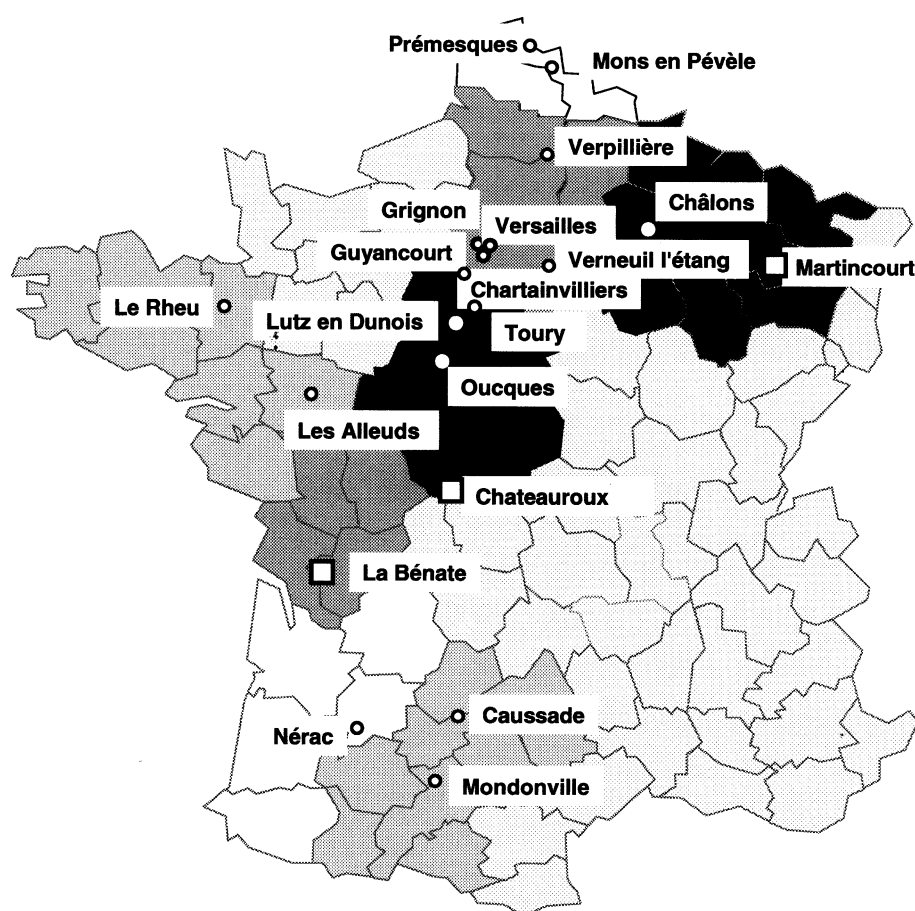 Prémesques
Mons en Pévèle
Verpillière
Châlons
Grignon
Versailles
Guyancourt
Verneuil l'étang
Martincourt
Chartainvilliers
Le Rheu
Lutz en Dunois
Toury
Oucques
Les Alleuds
Chateauroux
La Bénate
Caussade
Nérac
Mondonville